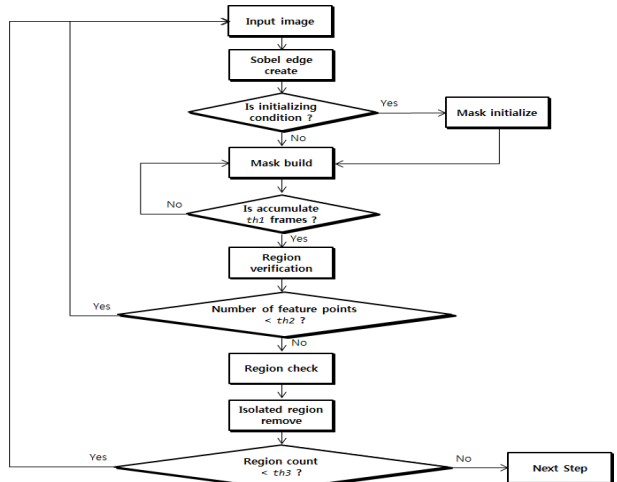 Input image
Sobel edge
create
Is initializing
condition ?
Yes
Mask initialize
No
Mask build
No
Is accumulate
th1 frames ?
Yes
Region
verification
Yes
Number of feature points
< th2 ?
No
Region check
Isolated region
remove
Yes
Region count
< th3 ?
No
Next Step